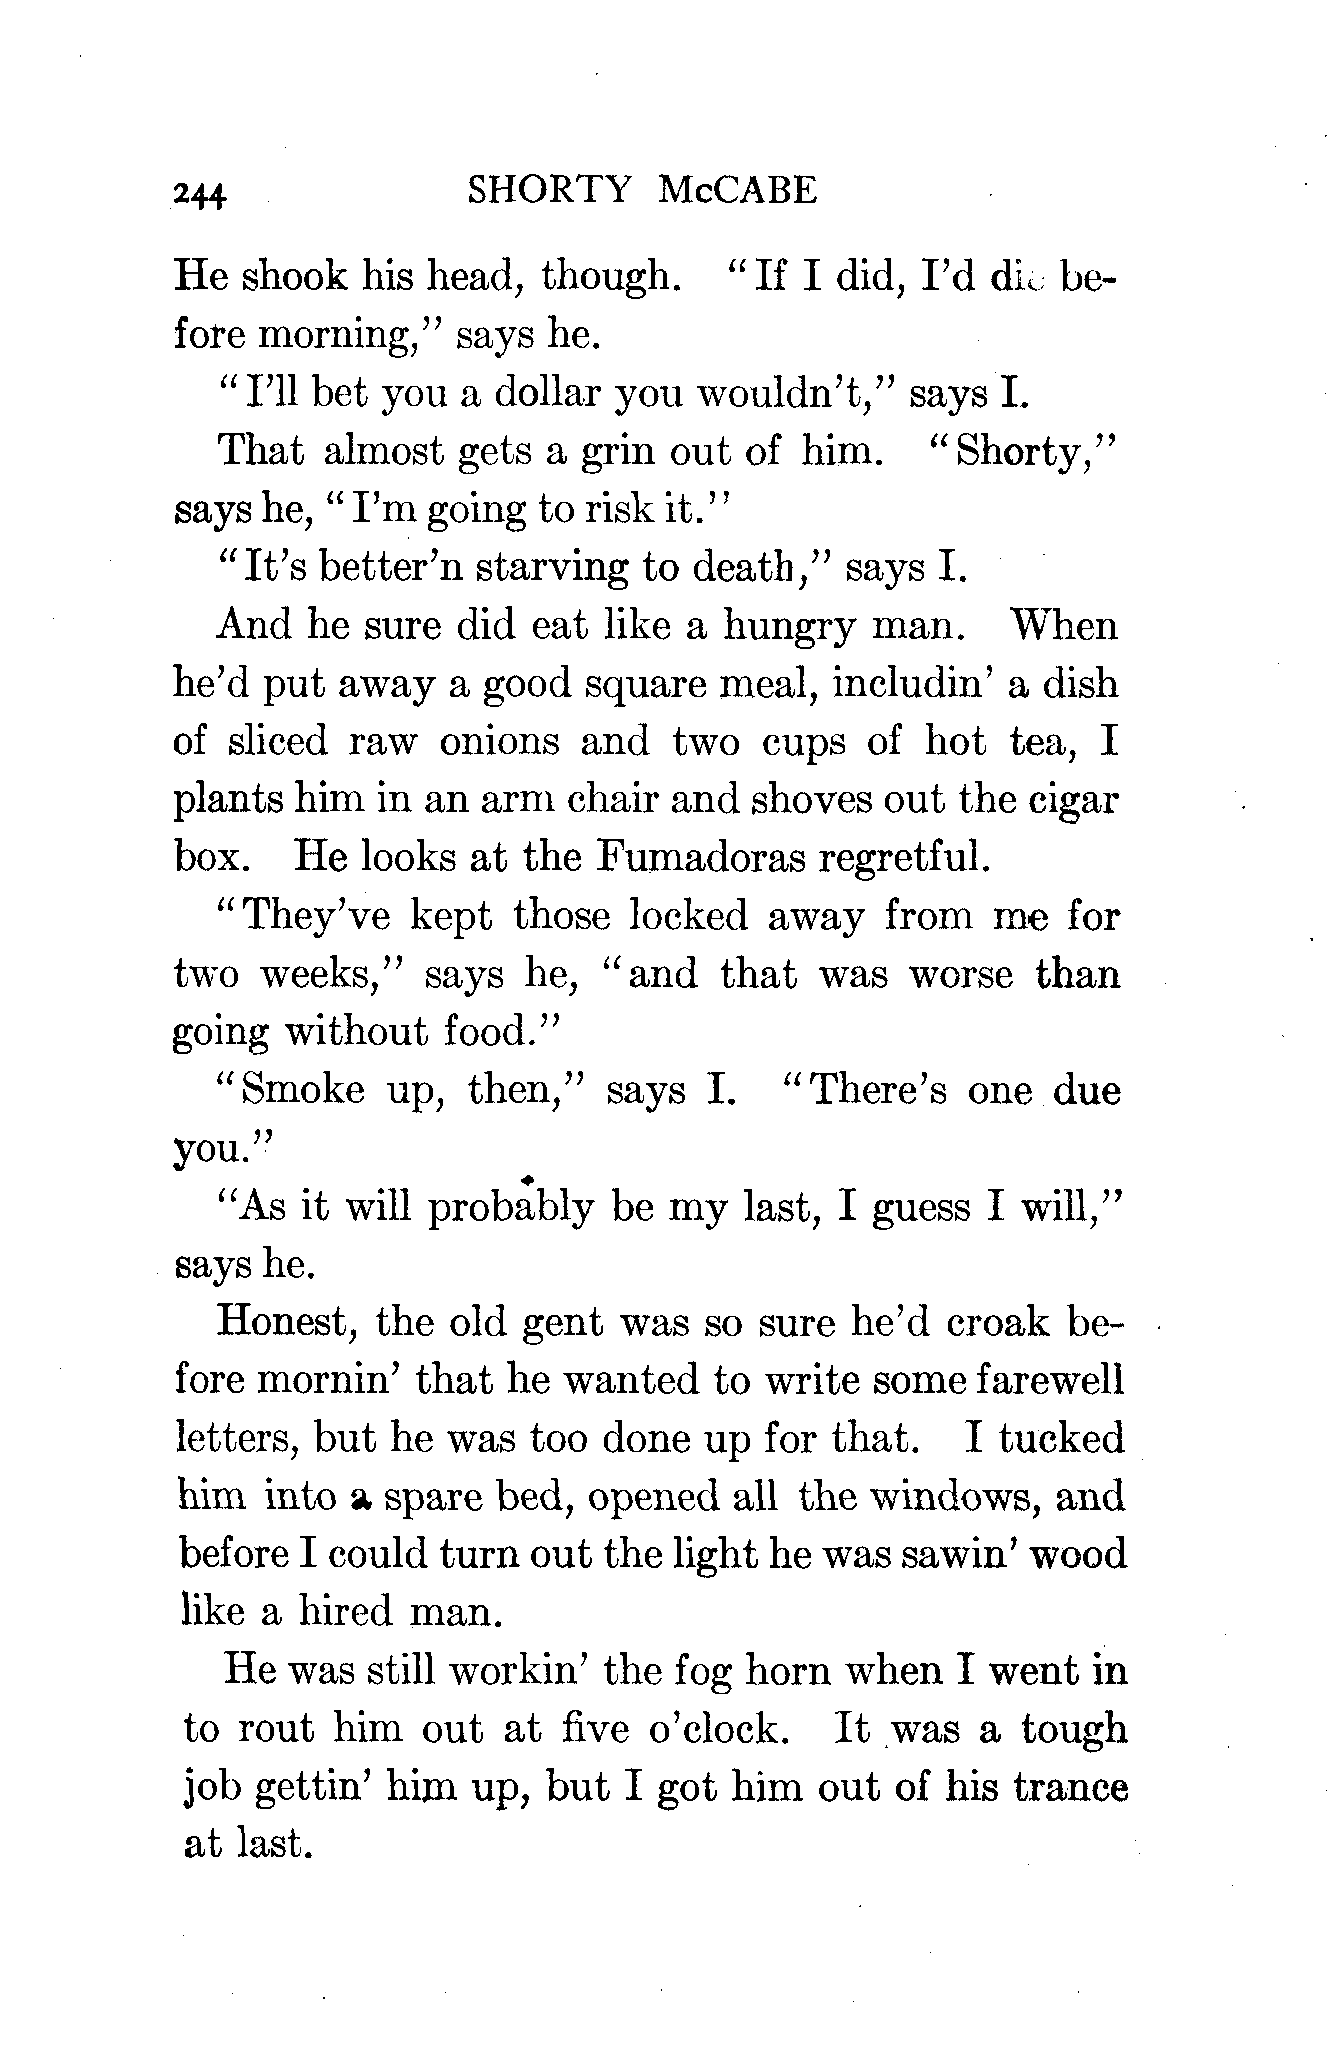 244 SHORTY McCABE
He shook his head, though. "If I did, I'd die be-
fore morning," says he.
"I'll bet you a dollar you wouldn't," says I.
That almost gets a grin out of him. "Shorty,"
says he, "I'm going to risk it."
"It's better'n starving to death," says I.
And he sure did eat like a hungry man. When
he'd put away a good square meal, includin' a dish
of sliced raw onions and two cups of hot tea, I
plants him in an arm chair and shoves out the cigar
box. He looks at the Fumadoras regretful.
"They've kept those locked away from me for
two weeks," says he, "and that was worse than
going without food."
"Smoke up, then," says I. "There's one due
you."
"As it will probably be my last, I guess I will,"
says he.
Honest, the old gent was so sure he'd croak be-
fore mornin' that he wanted to write some farewell
letters, but he was too done up for that. I tucked
him into a spare bed, opened all the windows, and
before I could turn out the light he was sawin' wood
like a hired man.
He was still workin' the fog horn when I went in
to rout him out at five o'clock. It was a tough
job gettin' him up, but I got him out of his trance
at last.